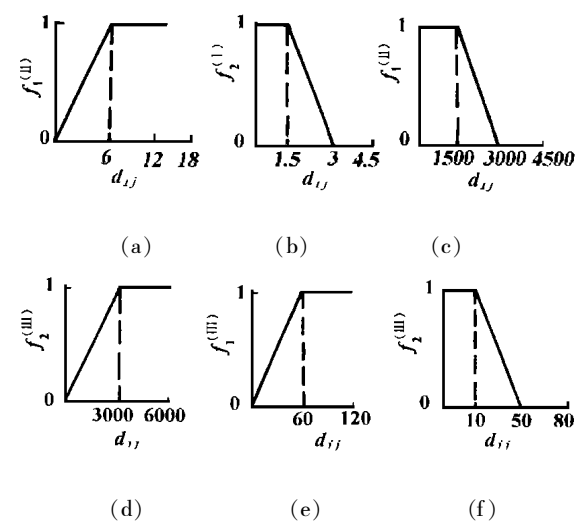 1 1 1
f₁⁽ᴵᴵ⁾ f₂⁽ᴵ⁾ f₁⁽ᴵᴵ⁾
0 0 0
6 12 18 1.5 3 4.5 1500 3000 4500
dᵢⱼ dᵢⱼ dᵢⱼ
(a) (b) (c)
1 1 1
f₂⁽ᴵᴵᴵ⁾ f₁⁽ᴵᴵᴵ⁾ f₂⁽ᴵᴵᴵ⁾
0 0 0
3000 6000 60 120 10 50 80
dᵢⱼ dᵢⱼ dᵢⱼ
(d) (e) (f)